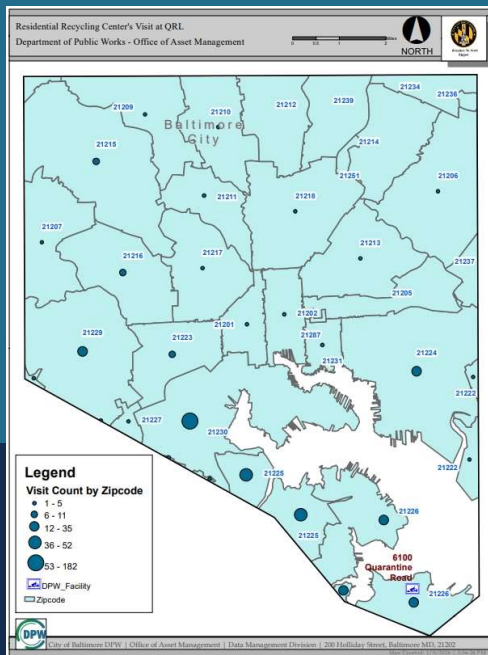 Residential Recycling Center's Visit at QRL
Department of Public Works - Office of Asset Management
NORTH
21234
21236
21239
21212
21209
21210
Baltimore
City
21214
21215
21251
21206
21211
21218
21207
21213
21217
21216
21237
21205
21202
21201
21287
21229
21223
21231
21224
21222
21227
21230
21222
21225
21226
21225
6100
Quarantine
Road
21226
Legend
Visit Count by Zipcode
1 - 5
6 - 11
12 - 35
36 - 52
53 - 182
DPW_Facility
Zipcode
DPW
City of Baltimore DPW | Office of Asset Management | Data Management Division | 200 Holliday Street, Baltimore MD, 21202